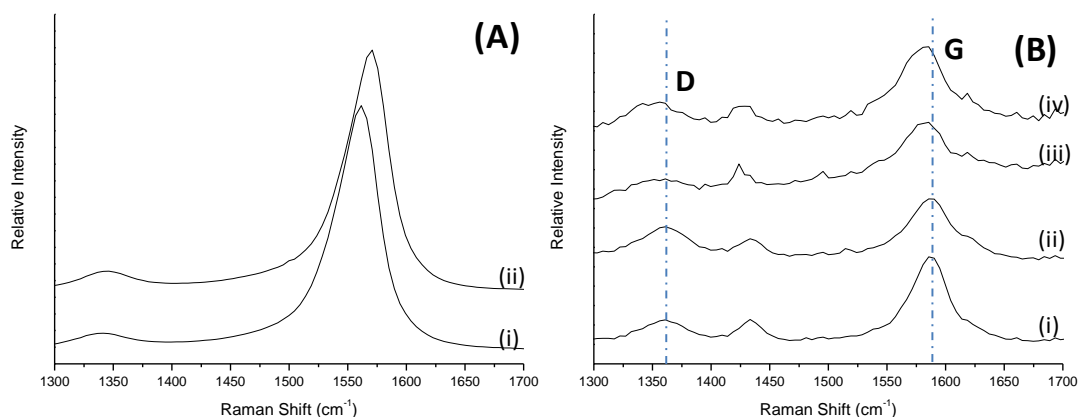 (A)
(ii)
(i)
Relative Intensity
1300 1350 1400 1450 1500 1550 1600 1650 1700
Raman Shift (cm-1)
(B)
D
G
(iv)
(iii)
(ii)
(i)
Relative Intensity
1300 1350 1400 1450 1500 1550 1600 1650 1700
Raman Shift (cm-1)